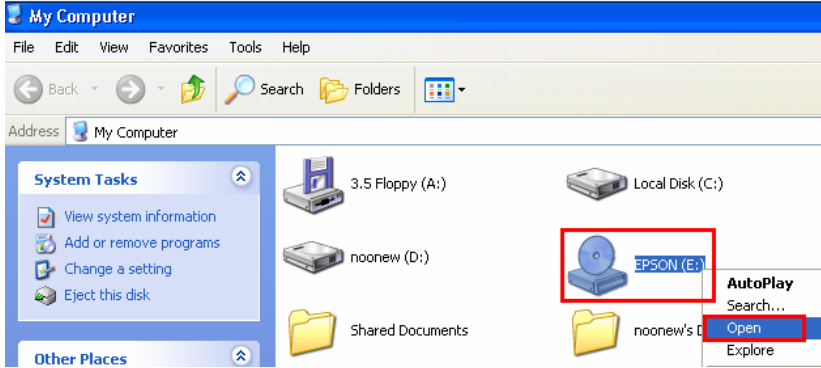 My Computer
File Edit View Favorites Tools Help
Back Search Folders
Address My Computer
System Tasks
View system information
Add or remove programs
Change a setting
Eject this disk
Other Places
3.5 Floppy (A:) Local Disk (C:)
noonew (D:) EPSON (E:)
Shared Documents noonew's
AutoPlay
Search...
Open
Explore